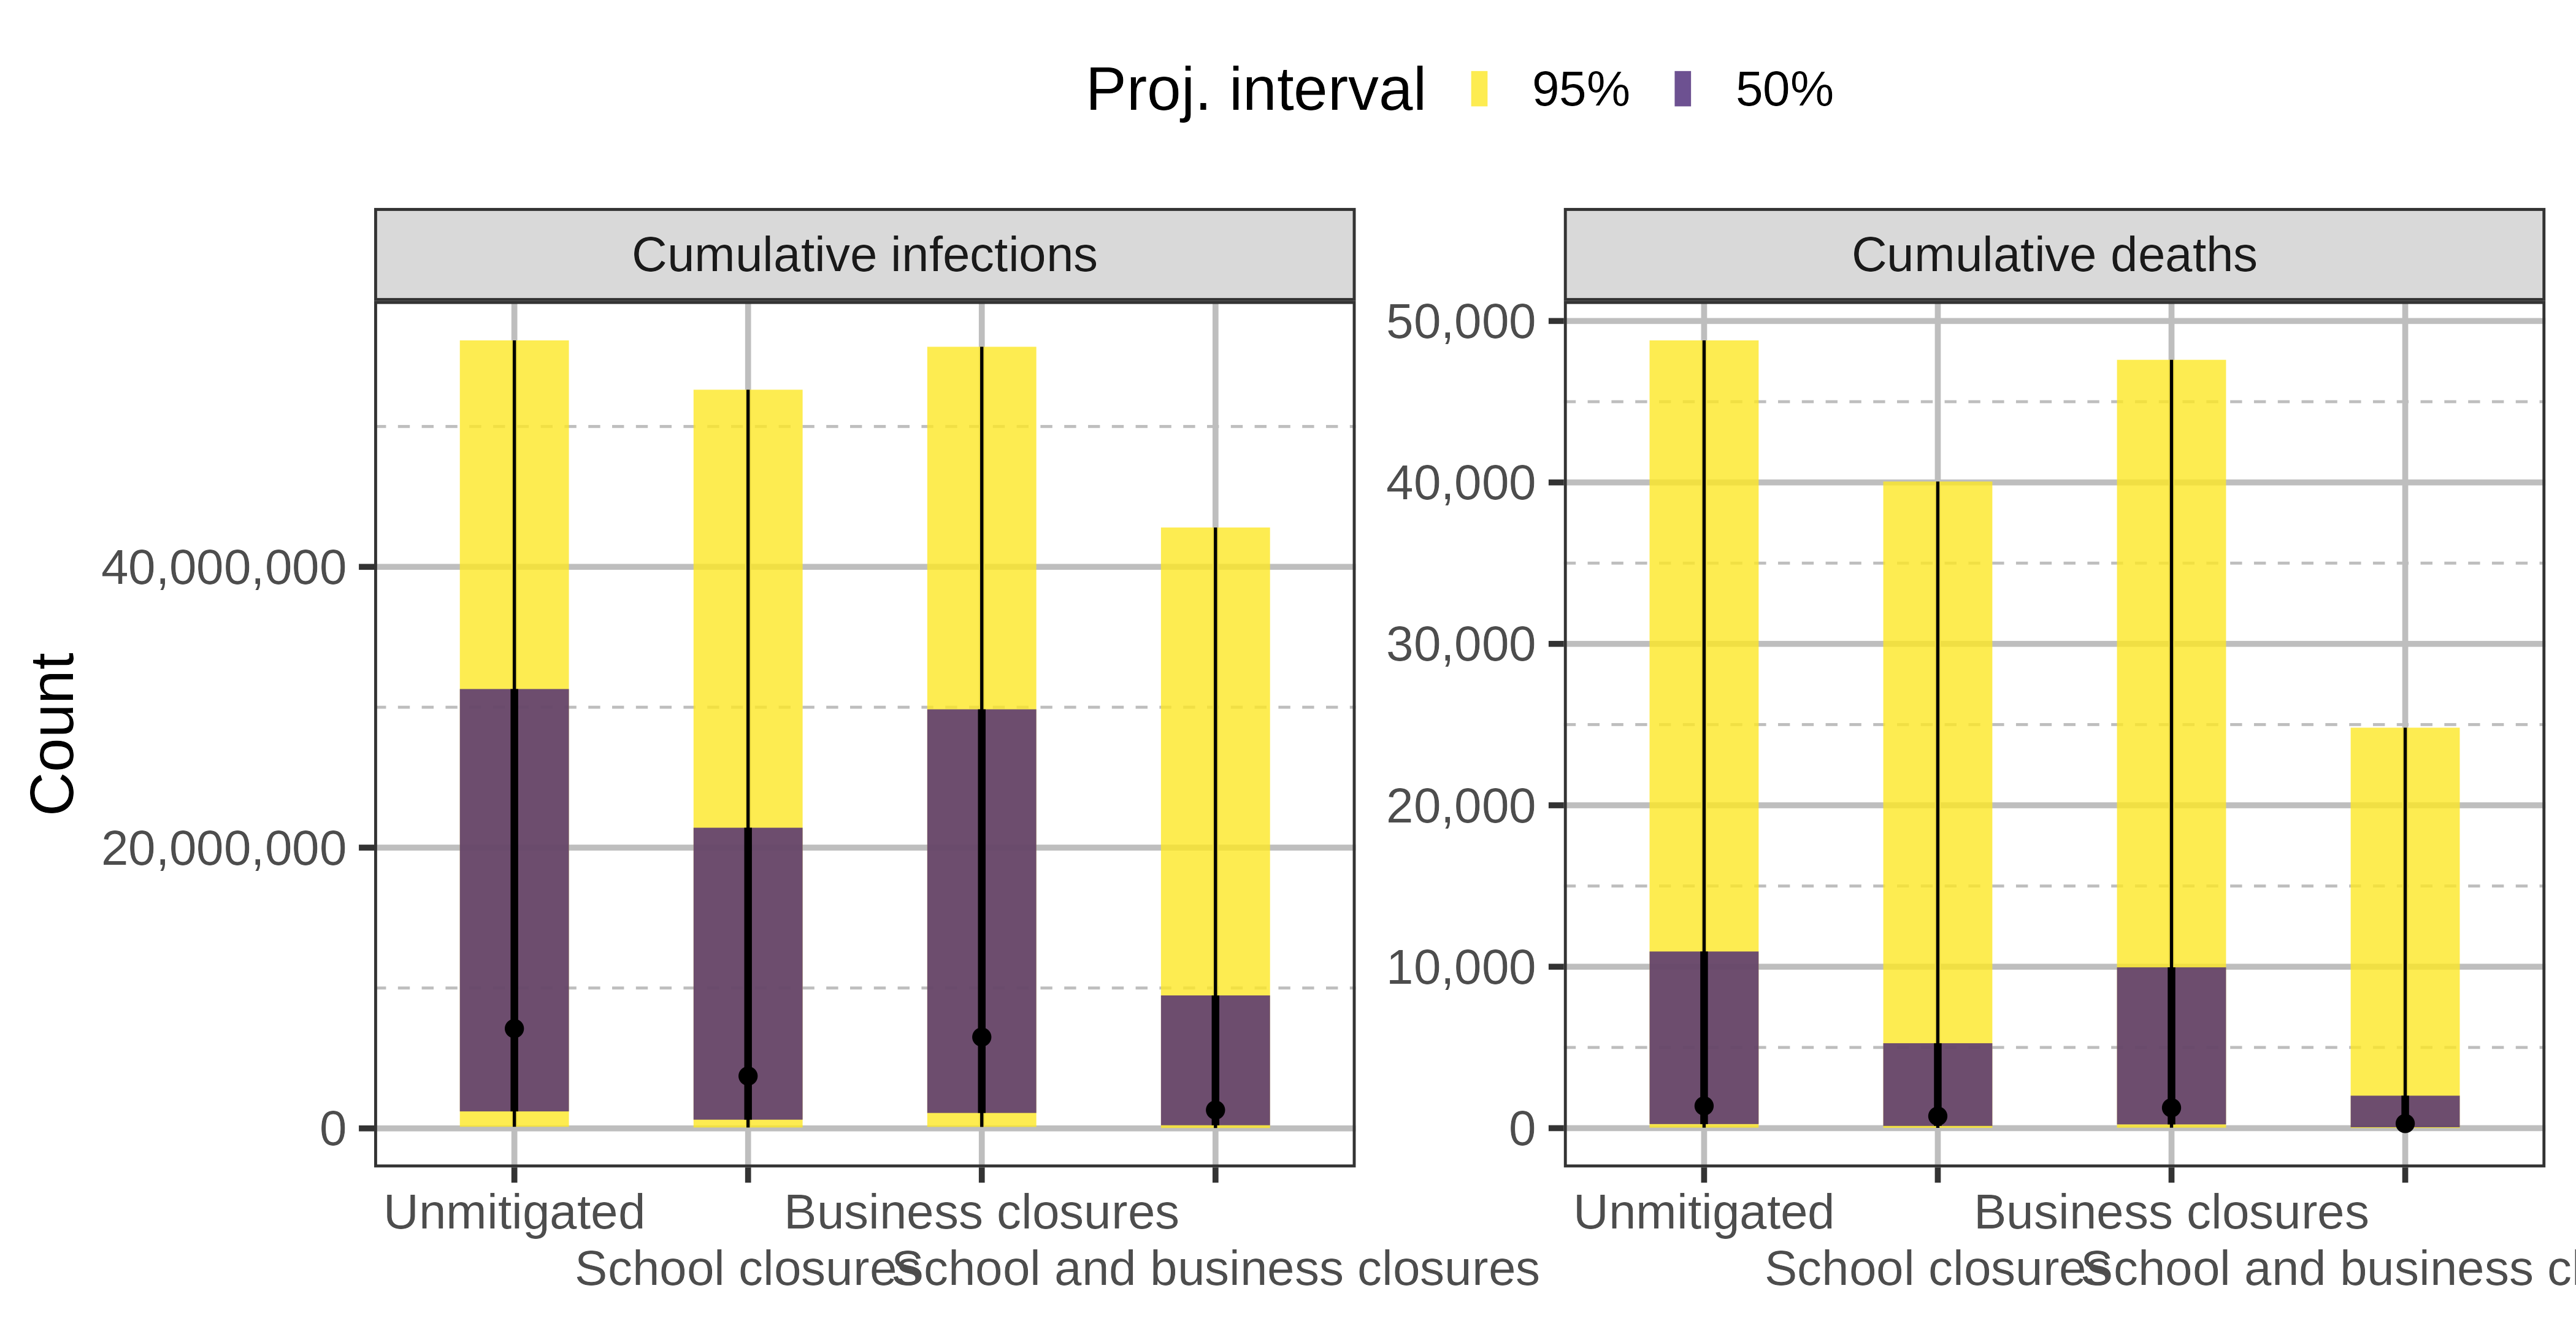 Proj. interval 95% 50%
Cumulative infections
Cumulative deaths
Count
40,000,000
20,000,000
0
50,000
40,000
30,000
20,000
10,000
0
Unmitigated
School closures
Business closures
School and business closures
Unmitigated
School closures
Business closures
School and business